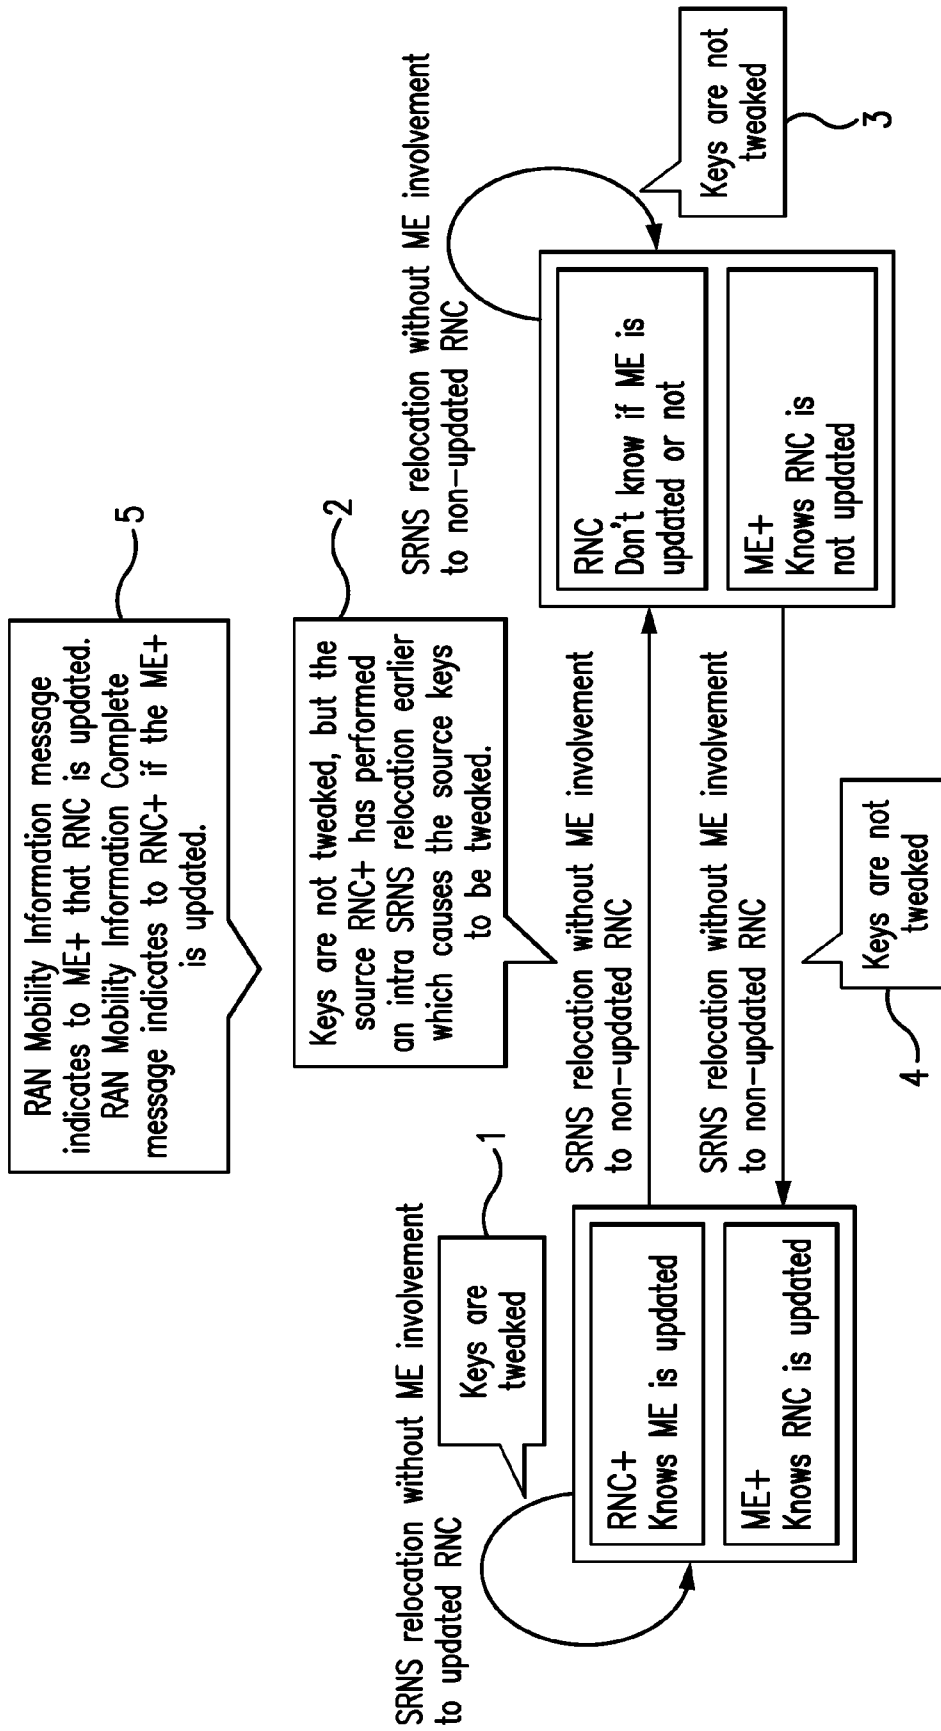 RAN Mobility Information message
indicates to ME+ that RNC is updated.
RAN Mobility Information Complete
message indicates to RNC+ if the ME+
is updated.
5
Keys are not tweaked, but the
source RNC+ has performed
an intra SRNS relocation earlier
which causes the source keys
to be tweaked.
2
SRNS relocation without ME involvement
to updated RNC
Keys are
tweaked
1
RNC+
Knows ME is updated
ME+
Knows RNC is updated
SRNS relocation without ME involvement
to non-updated RNC
SRNS relocation without ME involvement
to non-updated RNC
Keys are not
tweaked
4
SRNS relocation without ME involvement
to non-updated RNC
RNC
Don't know if ME is
updated or not
ME+
Knows RNC is
not updated
Keys are not
tweaked
3